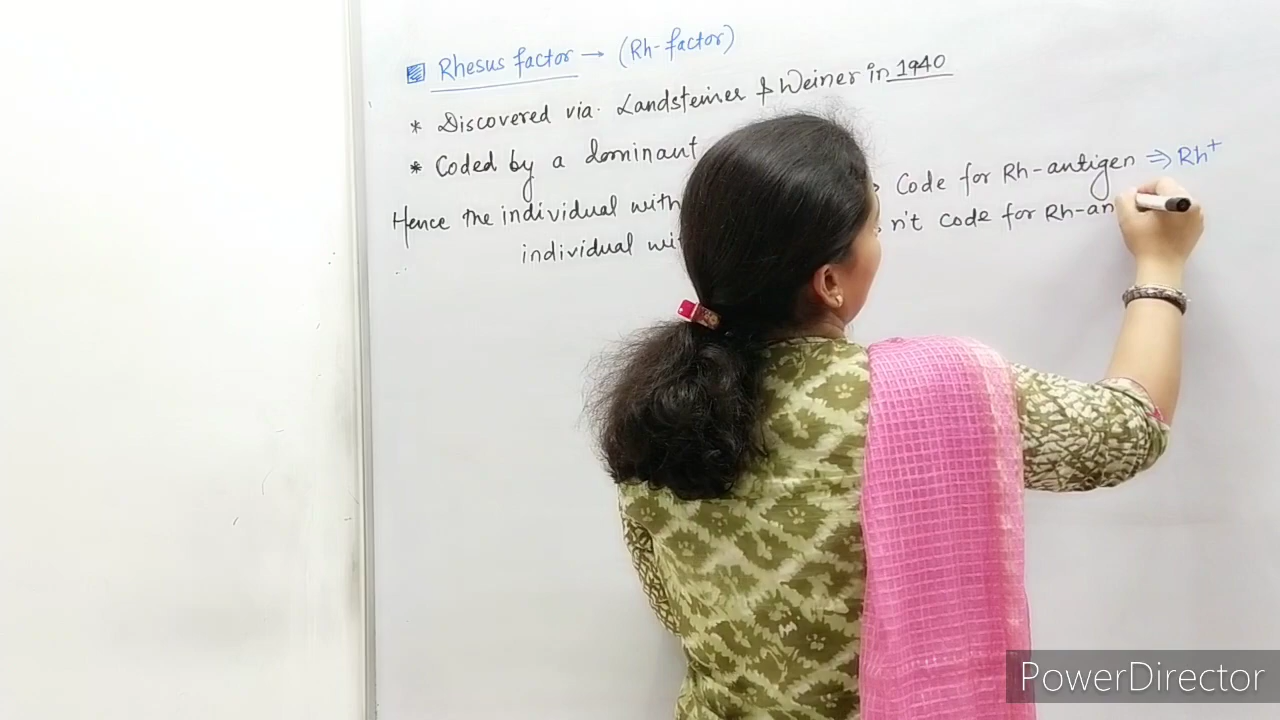 Rhesus factor → (Rh-factor)
* Discovered via. Landsteiner & Weiner in 1940
* Coded by a dominant
Hence the individual with Code for Rh-antigen ⇒ Rh⁺
individual wi n't code for Rh-an
PowerDirector